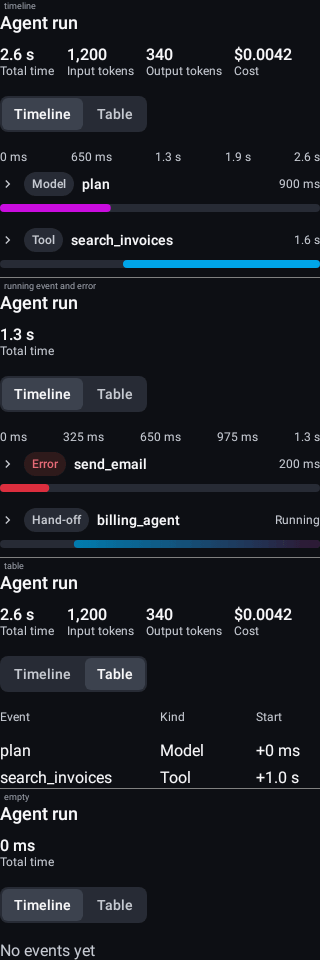 timeline
Agent run
2.6 s 1,200 340 $0.0042
Total time Input tokens Output tokens Cost
Timeline Table
0 ms 650 ms 1.3 s 1.9 s 2.6 s
Model plan 900 ms
Tool search_invoices 1.6 s
running event and error
Agent run
1.3 s
Total time
Timeline Table
0 ms 325 ms 650 ms 975 ms 1.3 s
Error send_email 200 ms
Hand-off billing_agent Running
table
Agent run
2.6 s 1,200 340 $0.0042
Total time Input tokens Output tokens Cost
Timeline Table
Event Kind Start
plan Model +0 ms
search_invoices Tool +1.0 s
empty
Agent run
0 ms
Total time
Timeline Table
No events yet